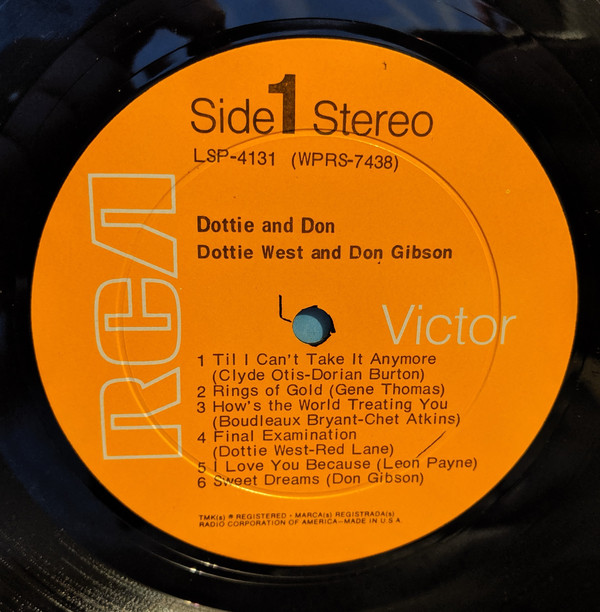 Side 1 Stereo
LSP-4131 (WPRS-7438)
RCA
Dottie and Don
Dottie West and Don Gibson
Victor
1 Til I Can't Take It Anymore
(Clyde Otis-Dorian Burton)
2 Rings of Gold (Gene Thomas)
3 How's the World Treating You
(Boudleaux Bryant-Chet Atkins)
4 Final Examination
(Dottie West-Red Lane)
5 I Love You Because (Leon Payne)
6 Sweet Dreams (Don Gibson)
TMK(s) ® REGISTERED - MARCA(s) REGISTRADA(s)
RADIO CORPORATION OF AMERICA—MADE IN U.S.A.